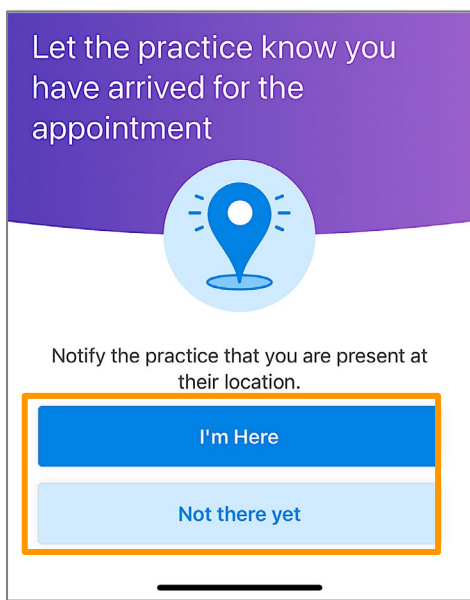 Let the practice know you
have arrived for the
appointment
Notify the practice that you are present at
their location.
I'm Here
Not there yet